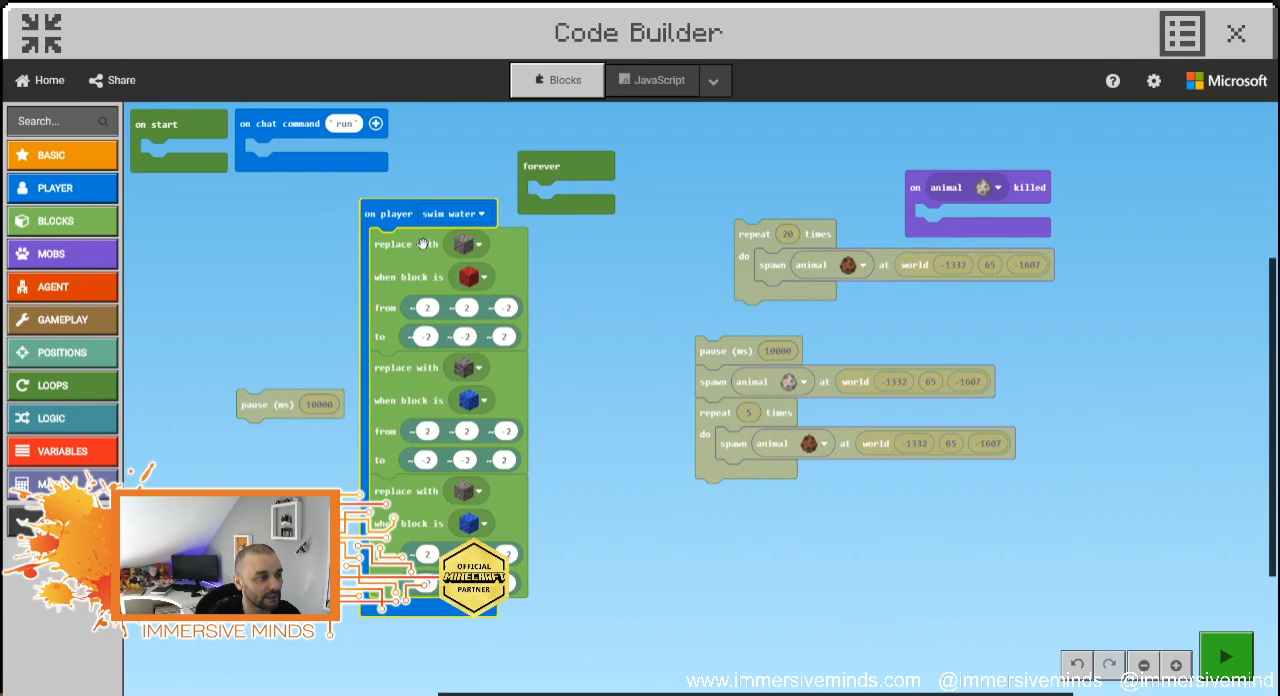 Code Builder
Home
Share
Blocks
JavaScript
Microsoft
Search...
BASIC
PLAYER
BLOCKS
MOBS
AGENT
GAMEPLAY
POSITIONS
LOOPS
LOGIC
VARIABLES
on start
on chat command "run"
forever
on player swim water
replace with
when block is
from ~2 ~2 ~-2
to ~-2 ~-2 ~2
replace with
when block is
from ~2 ~2 ~-2
to ~-2 ~-2 ~2
replace with
when block is
2
pause (ms) 10000
on animal killed
repeat 20 times
do spawn animal at world -1332 65 -1607
pause (ms) 10000
spawn animal at world -1332 65 -1607
repeat 5 times
do spawn animal at world -1332 65 -1607
OFFICIAL
MINECRAFT
PARTNER
IMMERSIVE MINDS
www.immersiveminds.com @immersiveminds @immersivemind